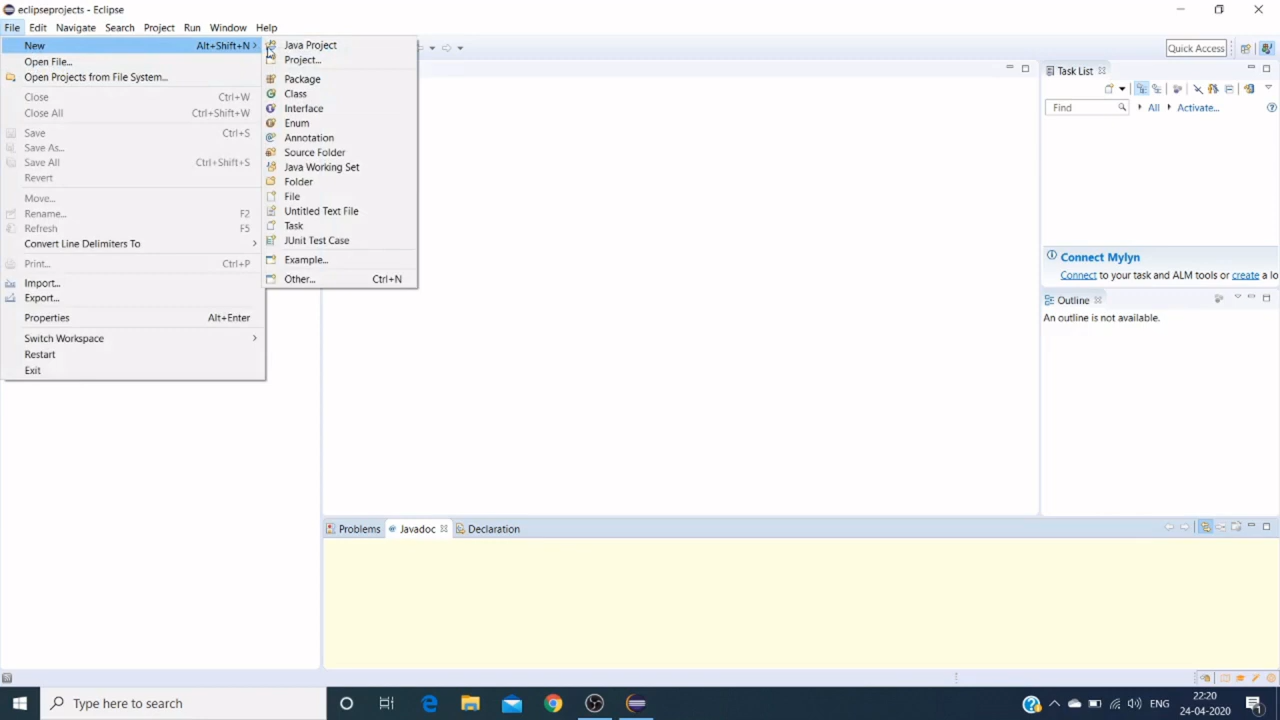 eclipseprojects - Eclipse
File Edit Navigate Search Project Run Window Help
New Alt+Shift+N
Open File...
Open Projects from File System...
Close Ctrl+W
Close All Ctrl+Shift+W
Save Ctrl+S
Save As...
Save All Ctrl+Shift+S
Revert
Move...
Rename... F2
Refresh F5
Convert Line Delimiters To
Print... Ctrl+P
Import...
Export...
Properties Alt+Enter
Switch Workspace
Restart
Exit
Java Project
Project...
Package
Class
Interface
Enum
Annotation
Source Folder
Java Working Set
Folder
File
Untitled Text File
Task
JUnit Test Case
Example...
Other... Ctrl+N
Quick Access
Task List
Find All Activate...
Connect Mylyn
Connect to your task and ALM tools or create a lo
Outline
An outline is not available.
Problems Javadoc Declaration
Type here to search
ENG
22:20
24-04-2020
1